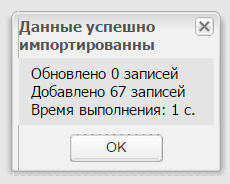 Данные успешно
импортированны
Обновлено 0 записей
Добавлено 67 записей
Время выполнения: 1 с.
OK